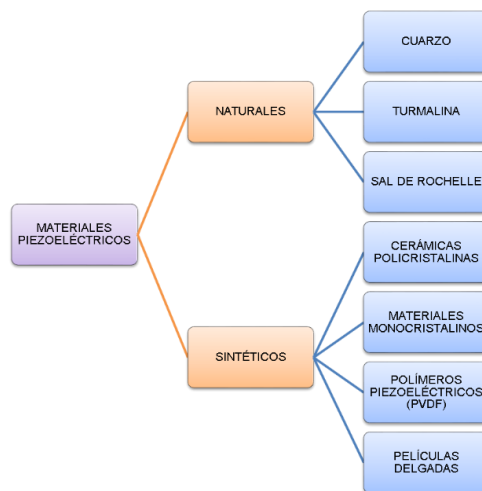 MATERIALES
PIEZOELÉCTRICOS
NATURALES
CUARZO
TURMALINA
SAL DE ROCHELLE
SINTÉTICOS
CERÁMICAS
POLICRISTALINAS
MATERIALES
MONOCRISTALINOS
POLÍMEROS
PIEZOELÉCTRICOS
(PVDF)
PELÍCULAS
DELGADAS